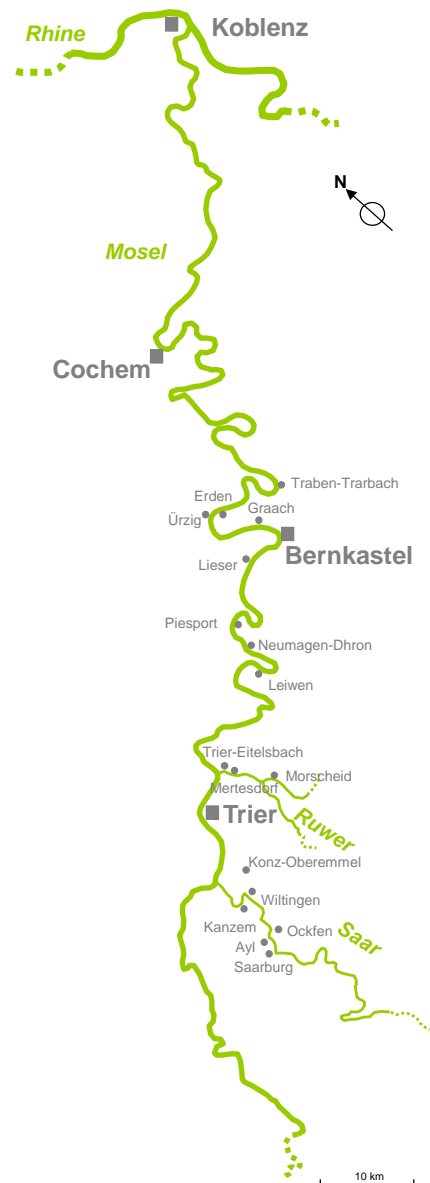 Koblenz
Rhine
N
Mosel
Cochem
Traben-Trarbach
Erden
Graach
Ürzig
Bernkastel
Lieser
Piesport
Neumagen-Dhron
Leiwen
Trier-Eitelsbach
Morscheid
Mertesdorf
Trier
Ruwer
Konz-Oberemmel
Wiltingen
Kanzem
Ockfen
Saar
Ayl
Saarburg
10 km